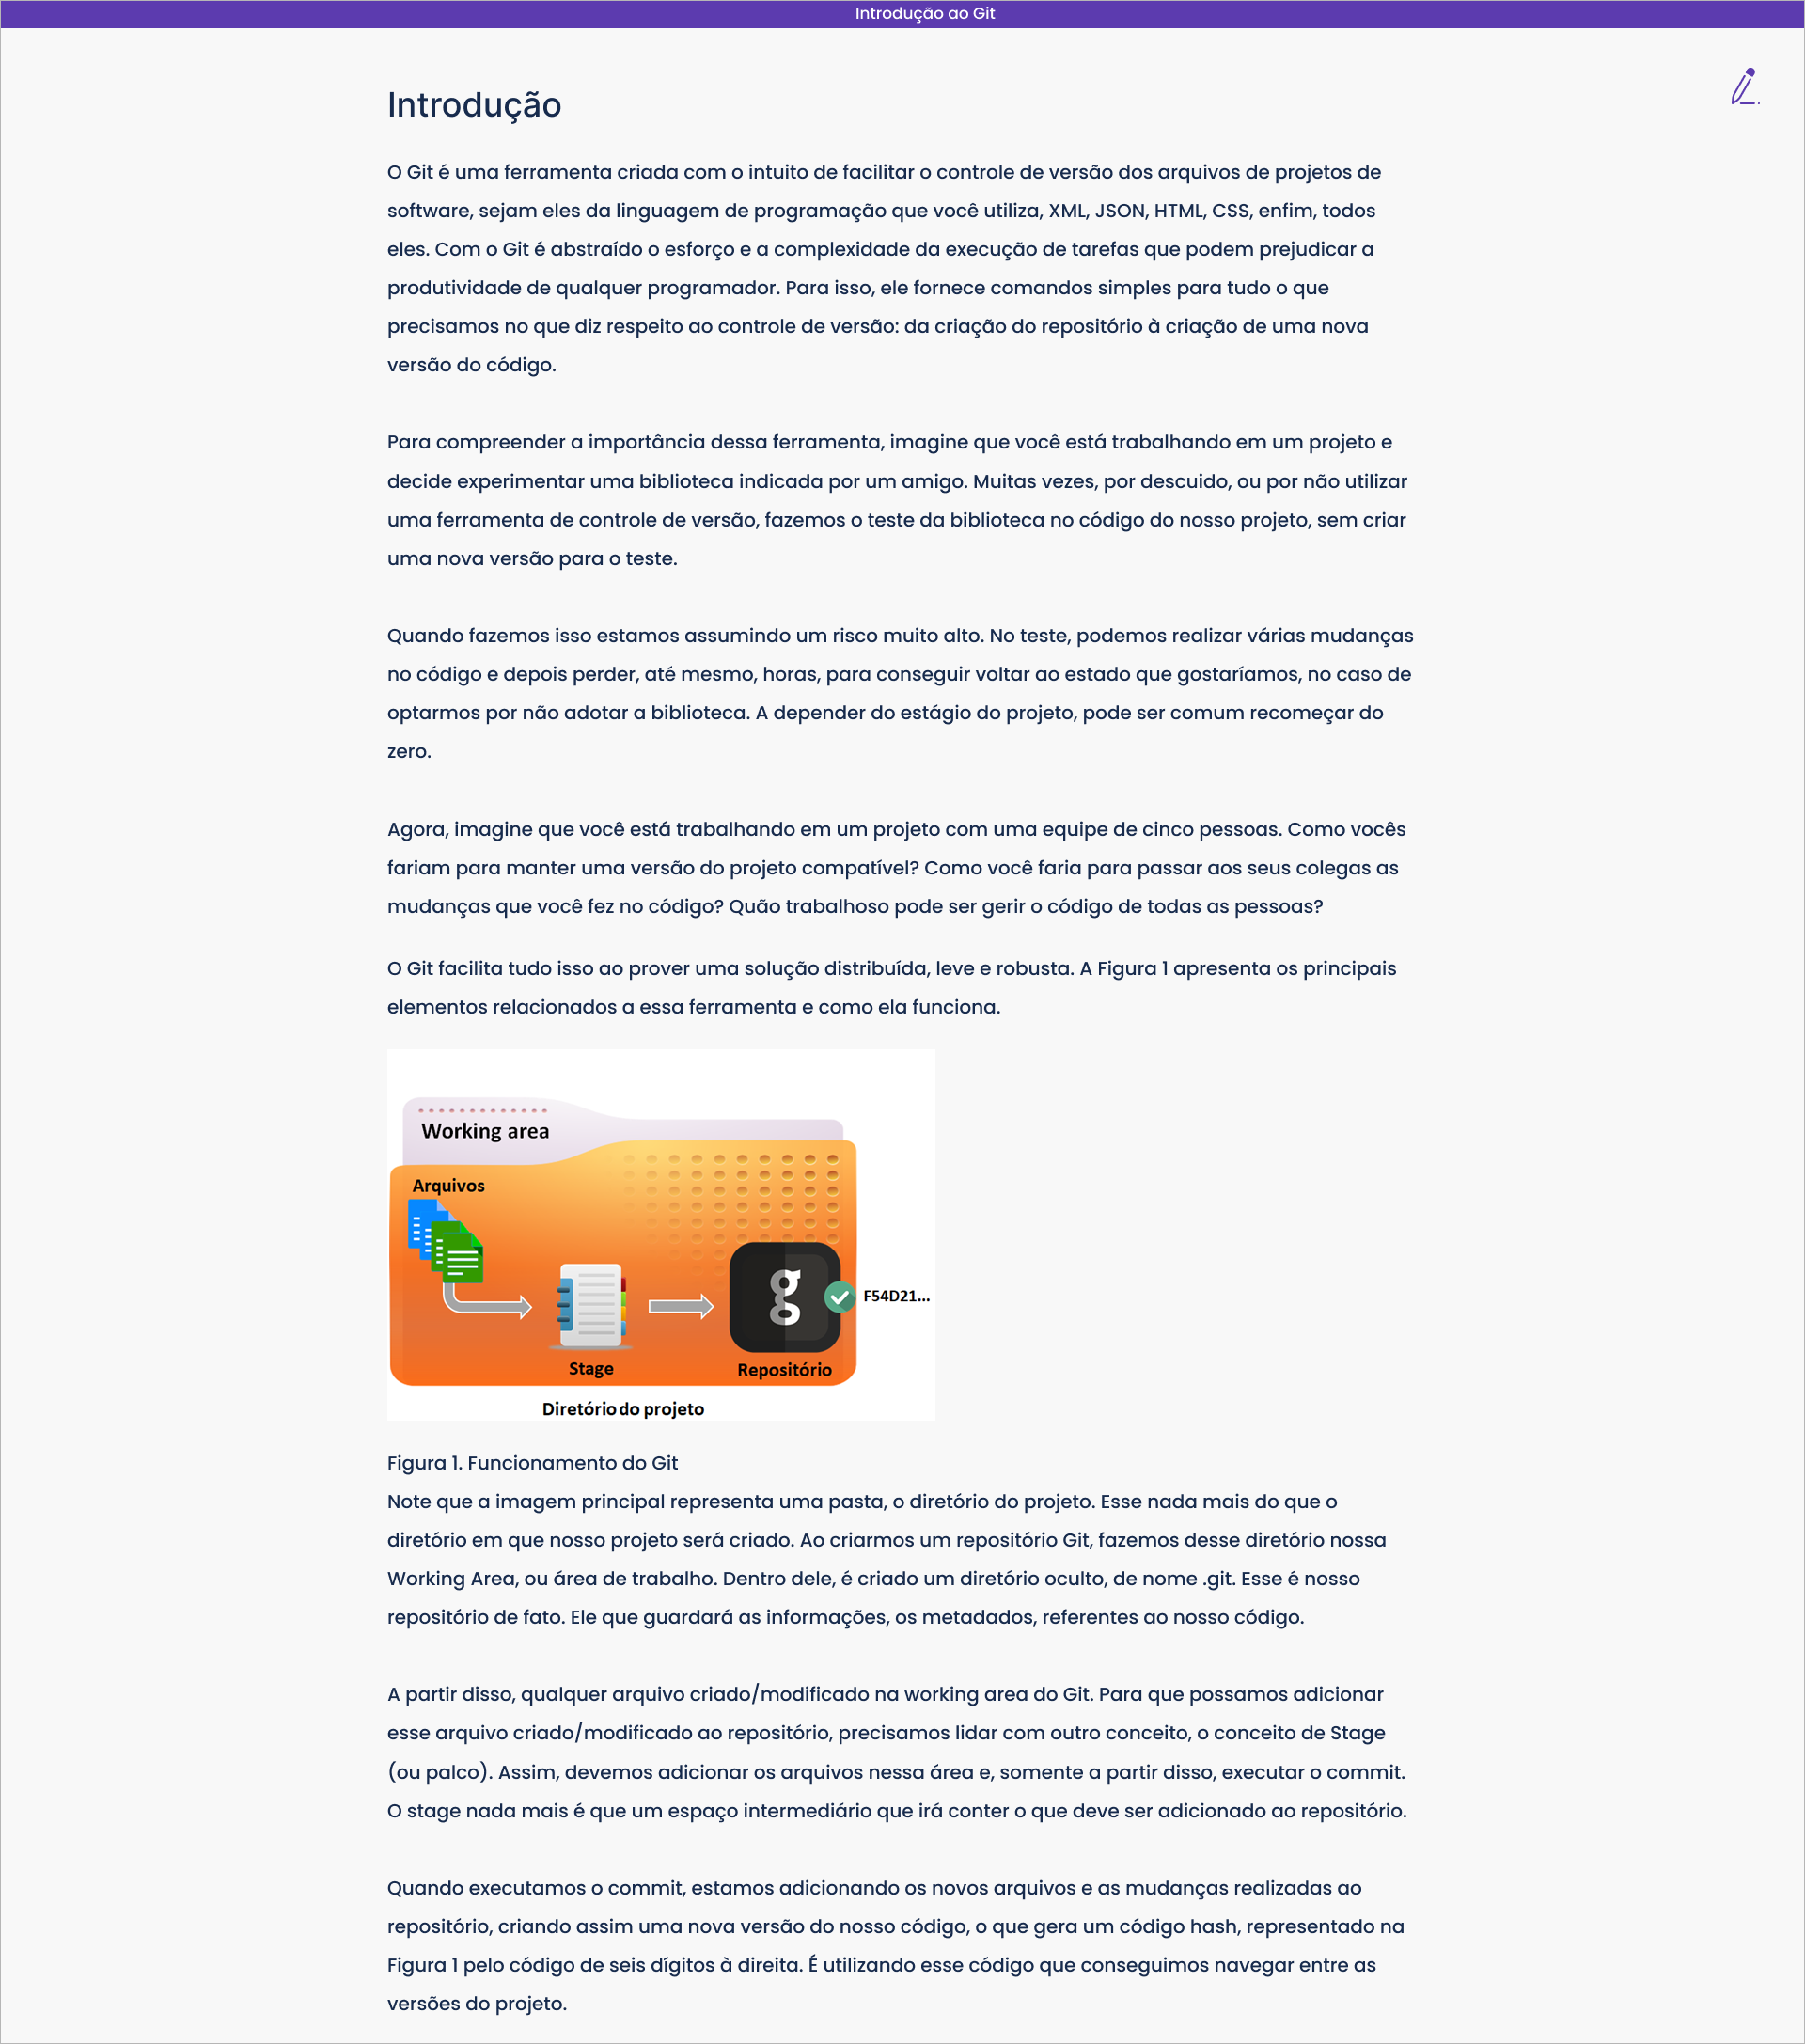 Introdução ao Git
Introdução
O Git é uma ferramenta criada com o intuito de facilitar o controle de versão dos arquivos de projetos de
software, sejam eles da linguagem de programação que você utiliza, XML, JSON, HTML, CSS, enfim, todos
eles. Com o Git é abstraído o esforço e a complexidade da execução de tarefas que podem prejudicar a
produtividade de qualquer programador. Para isso, ele fornece comandos simples para tudo o que
precisamos no que diz respeito ao controle de versão: da criação do repositório à criação de uma nova
versão do código.
Para compreender a importância dessa ferramenta, imagine que você está trabalhando em um projeto e
decide experimentar uma biblioteca indicada por um amigo. Muitas vezes, por descuido, ou por não utilizar
uma ferramenta de controle de versão, fazemos o teste da biblioteca no código do nosso projeto, sem criar
uma nova versão para o teste.
Quando fazemos isso estamos assumindo um risco muito alto. No teste, podemos realizar várias mudanças
no código e depois perder, até mesmo, horas, para conseguir voltar ao estado que gostaríamos, no caso de
optarmos por não adotar a biblioteca. A depender do estágio do projeto, pode ser comum recomeçar do
zero.
Agora, imagine que você está trabalhando em um projeto com uma equipe de cinco pessoas. Como vocês
fariam para manter uma versão do projeto compatível? Como você faria para passar aos seus colegas as
mudanças que você fez no código? Quão trabalhoso pode ser gerir o código de todas as pessoas?
O Git facilita tudo isso ao prover uma solução distribuída, leve e robusta. A Figura 1 apresenta os principais
elementos relacionados a essa ferramenta e como ela funciona.
Working area
Arquivos
g
F54D21...
Stage
Repositório
Diretório do projeto
Figura 1. Funcionamento do Git
Note que a imagem principal representa uma pasta, o diretório do projeto. Esse nada mais do que o
diretório em que nosso projeto será criado. Ao criarmos um repositório Git, fazemos desse diretório nossa
Working Area, ou área de trabalho. Dentro dele, é criado um diretório oculto, de nome .git. Esse é nosso
repositório de fato. Ele que guardará as informações, os metadados, referentes ao nosso código.
A partir disso, qualquer arquivo criado/modificado na working area do Git. Para que possamos adicionar
esse arquivo criado/modificado ao repositório, precisamos lidar com outro conceito, o conceito de Stage
(ou palco). Assim, devemos adicionar os arquivos nessa área e, somente a partir disso, executar o commit.
O stage nada mais é que um espaço intermediário que irá conter o que deve ser adicionado ao repositório.
Quando executamos o commit, estamos adicionando os novos arquivos e as mudanças realizadas ao
repositório, criando assim uma nova versão do nosso código, o que gera um código hash, representado na
Figura 1 pelo código de seis dígitos à direita. É utilizando esse código que conseguimos navegar entre as
versões do projeto.